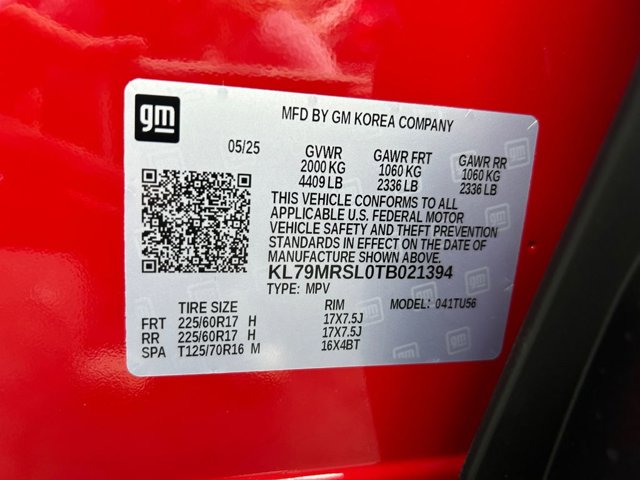 gm
MFD BY GM KOREA COMPANY
05/25 GVWR GAWR FRT GAWR RR
2000 KG 1060 KG 1060 KG
4409 LB 2336 LB 2336 LB
THIS VEHICLE CONFORMS TO ALL
APPLICABLE U.S. FEDERAL MOTOR
VEHICLE SAFETY AND THEFT PREVENTION
STANDARDS IN EFFECT ON THE DATE OF
MANUFACTURE SHOWN ABOVE.
KL79MRSL0TB021394
TYPE: MPV MODEL: 041TU56
TIRE SIZE RIM
FRT 225/60R17 H 17X7.5J
RR 225/60R17 H 17X7.5J
SPA T125/70R16 M 16X4BT